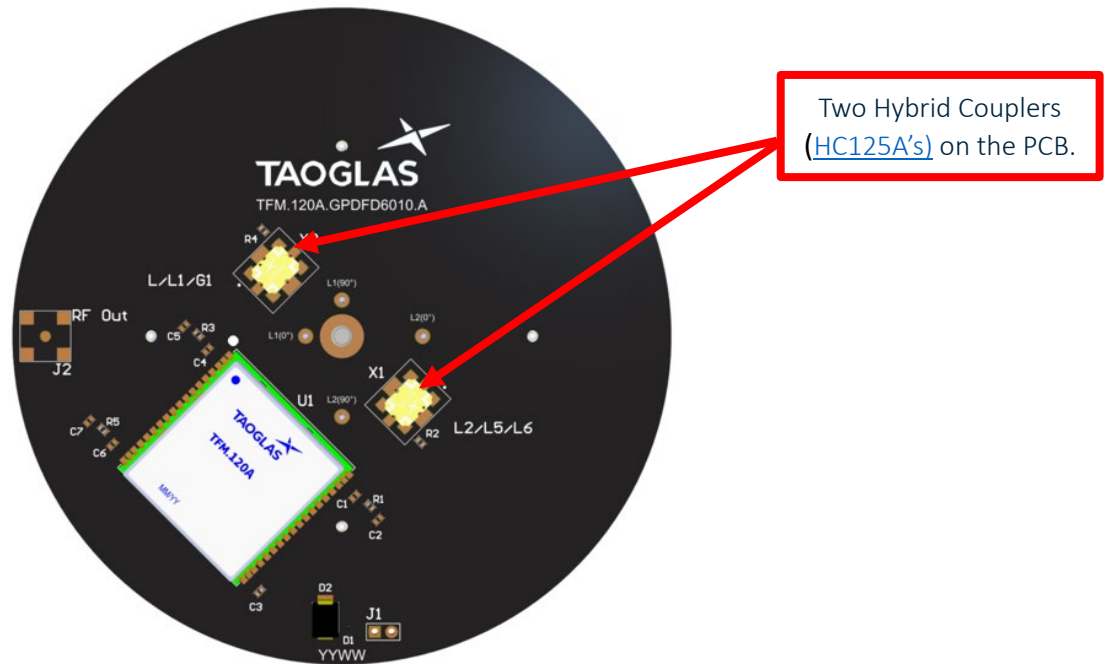 Two Hybrid Couplers
(HC125A’s) on the PCB.
TAOGLAS
TFM.120A.GPDFD6010.A
R4
L/L1/G1
L1(90°)
RF Out
J2
C5
R3
C4
L1(0°)
L2(0°)
X1
U1
L2(90°)
R2
L2/L5/L6
C7
R5
C6
TAOGLAS
TFM.120A
MM/YY
C1
R1
C2
C3
D2
J1
D1
YYWW